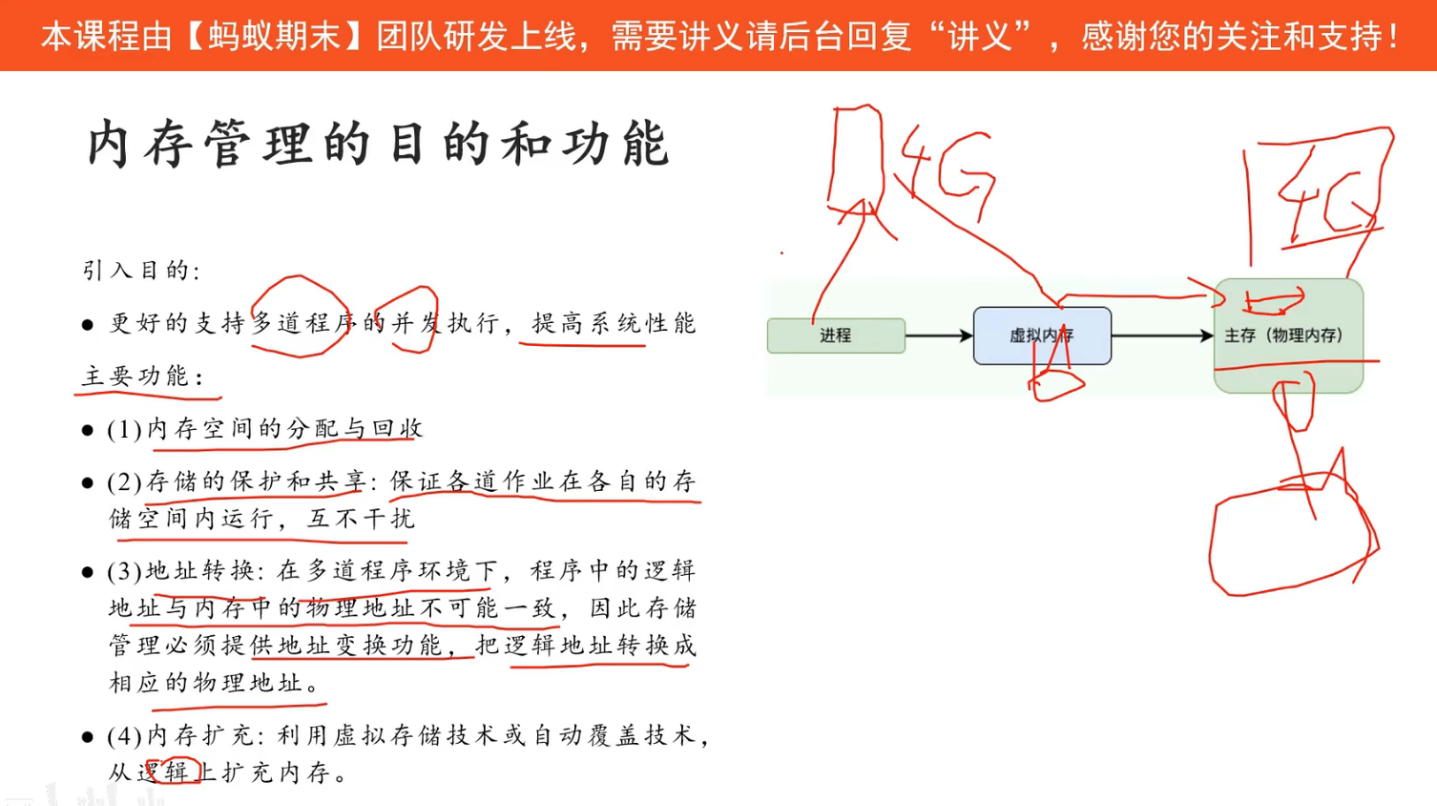 本课程由【蚂蚁期末】团队研发上线，需要讲义请后台回复“讲义”，感谢您的关注和支持！
内存管理的目的和功能
引入目的：
● 更好的支持多道程序的并发执行，提高系统性能
主要功能：
● (1)内存空间的分配与回收
● (2)存储的保护和共享：保证各道作业在各自的存
储空间内运行，互不干扰
● (3)地址转换：在多道程序环境下，程序中的逻辑
地址与内存中的物理地址不可能一致，因此存储
管理必须提供地址变换功能，把逻辑地址转换成
相应的物理地址。
● (4)内存扩充：利用虚拟存储技术或自动覆盖技术，
从逻辑上扩充内存。
4G
4G
进程
虚拟内存
主存（物理内存）